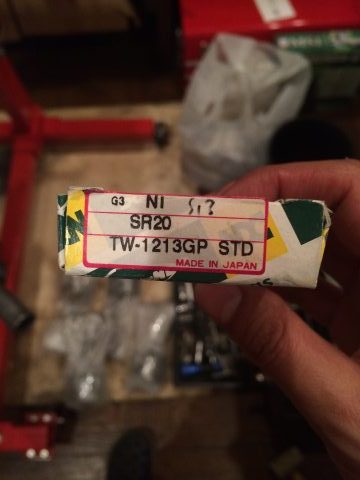 G3 NI S,?
SR20
TW-1213GP STD
MADE IN JAPAN